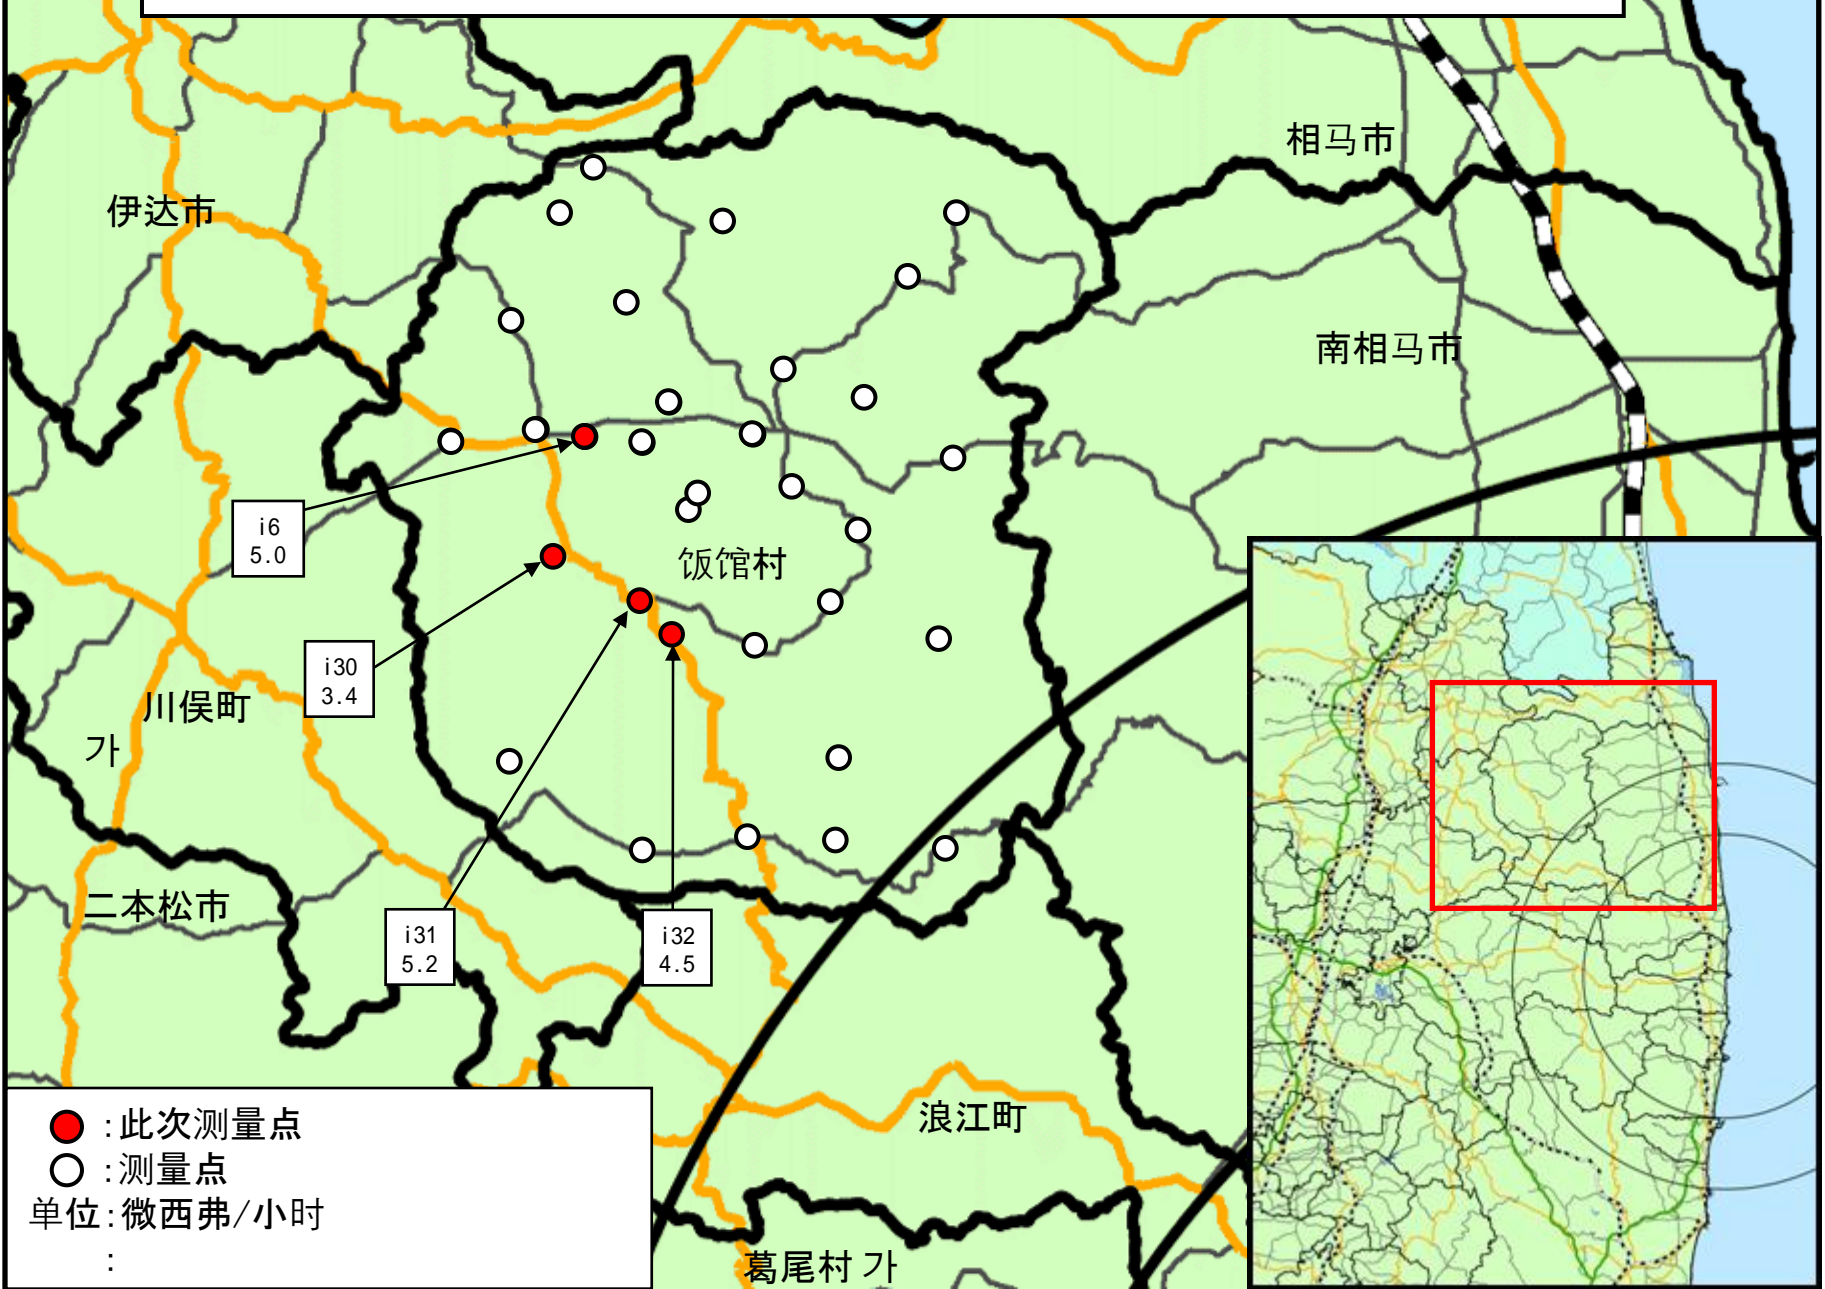 相马市
伊达市
南相马市
i6
5.0
饭馆村
i30
3.4
川俣町
가
二本松市
i31
5.2
i32
4.5
浪江町
:此次测量点
:测量点
单位:微西弗/小时
:
葛尾村 가